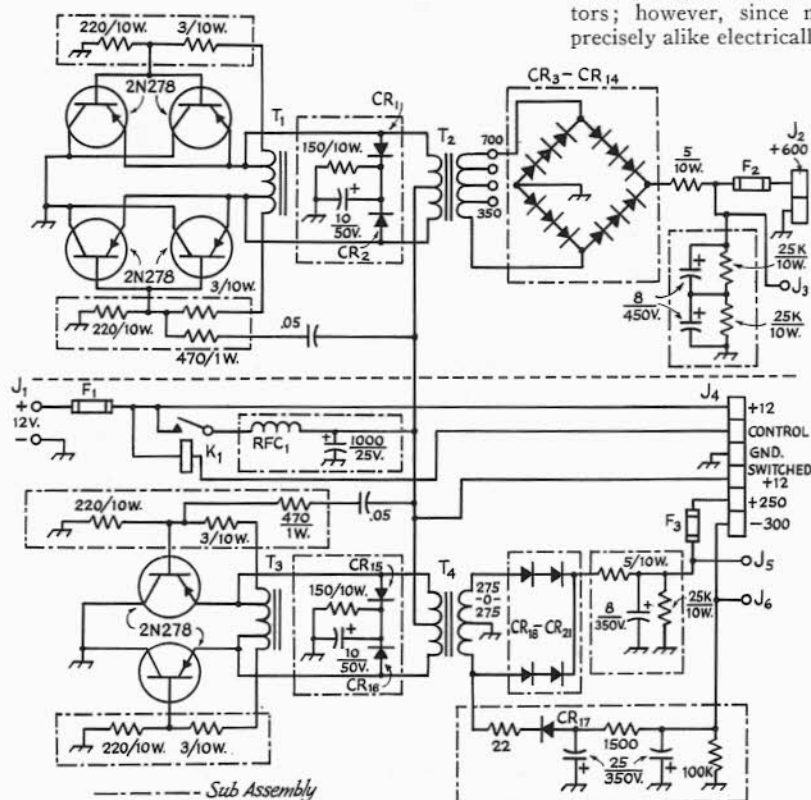 tors; however, since
precisely alike electricall
220/10W. 3/10W.
2N278
T1
CR1
150/10W.
+
10
50V.
CR2
T2
700
350
CR3 – CR14
5
10W.
F2
J2
+600
2N278
3/10W.
220/10W.
470/1W.
.05
8
450V.
+
+
25K
10W.
25K
10W.
J3
J1
+
12V.
−
F1
K1
RFC1
+
1000
25V.
J4
+12
CONTROL
GND.
SWITCHED
+12
+250
−300
F3
220/10W.
3/10W.
470
1W.
.05
T3
2N278
CR15
150/10W.
+
10
50V.
CR16
T4
275
-0-
275
CR18-CR21
5/10W.
8
350V.
+
25K
10W.
J5
J6
220/10W. 3/10W.
22
CR17
1500
25
350V.
+
+
100K
Sub Assembly